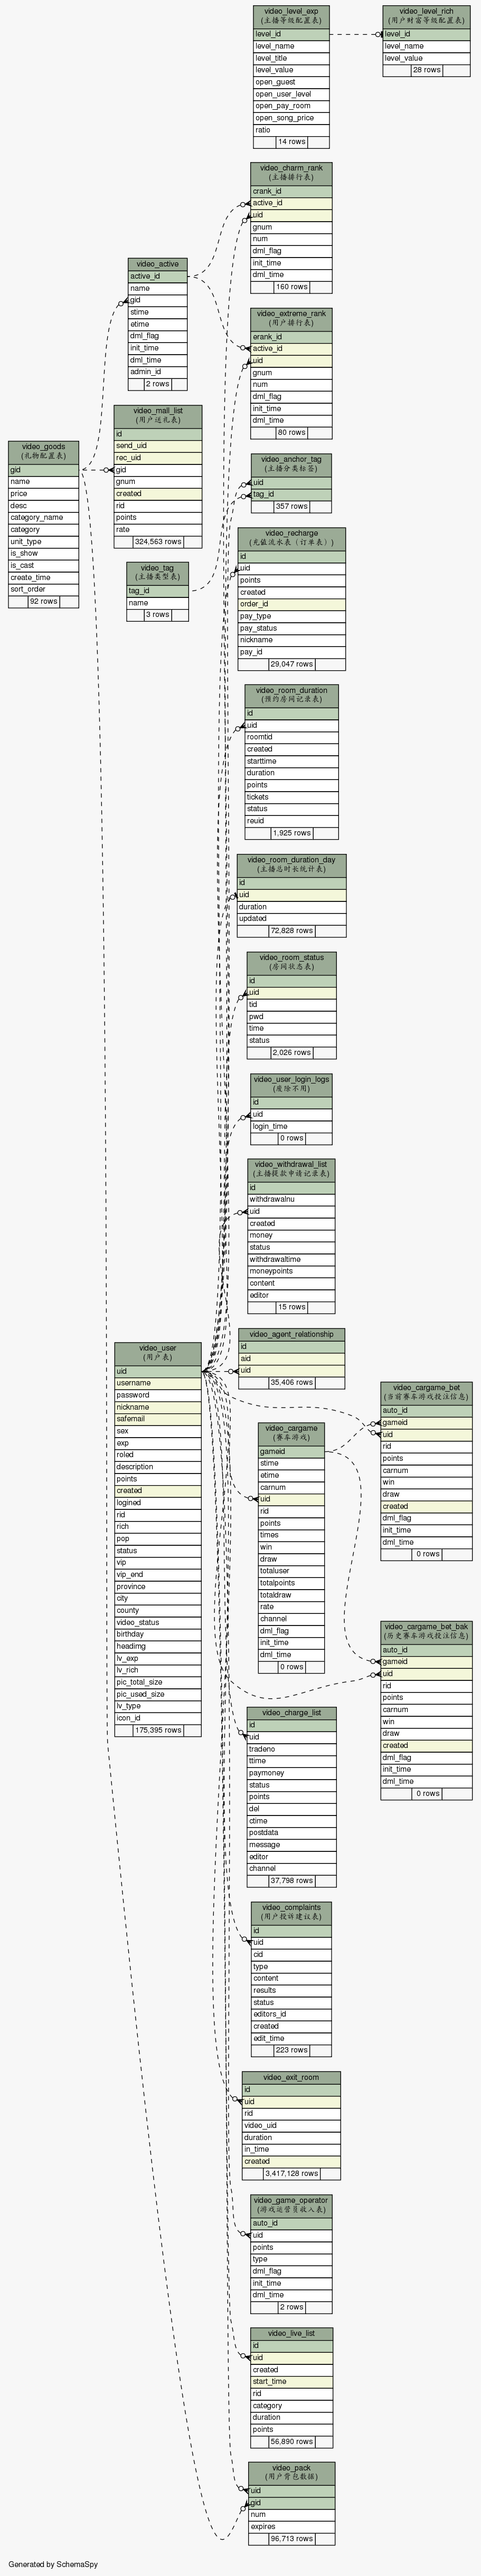 video_level_exp
(主播等级配置表)
level_id
level_name
level_title
level_value
open_guest
open_user_level
open_pay_room
open_song_price
ratio
14 rows
video_level_rich
(用户财富等级配置表)
level_id
level_name
level_value
28 rows
video_charm_rank
(主播排行表)
crank_id
active_id
uid
gnum
num
dml_flag
init_time
dml_time
160 rows
video_active
active_id
name
gid
stime
etime
dml_flag
init_time
dml_time
admin_id
2 rows
video_extreme_rank
(用户排行表)
erank_id
active_id
uid
gnum
num
dml_flag
init_time
dml_time
80 rows
video_mall_list
(用户送礼表)
id
send_uid
rec_uid
gid
gnum
created
rid
points
rate
324,563 rows
video_goods
(礼物配置表)
gid
name
price
desc
category_name
category
unit_type
is_show
is_cast
create_time
sort_order
92 rows
video_anchor_tag
(主播分类标签)
uid
tag_id
357 rows
video_tag
(主播类型表)
tag_id
name
3 rows
video_recharge
(充值流水表（订单表）)
id
uid
points
created
order_id
pay_type
pay_status
nickname
pay_id
29,047 rows
video_room_duration
(预约房间记录表)
id
uid
roomtid
created
starttime
duration
points
tickets
status
reuid
1,925 rows
video_room_duration_day
(主播总时长统计表)
id
uid
duration
updated
72,828 rows
video_room_status
(房间状态表)
id
uid
tid
pwd
time
status
2,026 rows
video_user_login_logs
(废除不用)
id
uid
login_time
0 rows
video_withdrawal_list
(主播提款申请记录表)
id
withdrawalnu
uid
created
money
status
withdrawaltime
moneypoints
content
editor
15 rows
video_agent_relationship
id
aid
uid
35,406 rows
video_user
(用户表)
uid
username
password
nickname
safemail
sex
exp
roled
description
points
created
logined
rid
rich
pop
status
vip
vip_end
province
city
county
video_status
birthday
headimg
lv_exp
lv_rich
pic_total_size
pic_used_size
lv_type
icon_id
175,395 rows
video_cargame_bet
(当前赛车游戏投注信息)
auto_id
gameid
uid
rid
points
carnum
win
draw
created
dml_flag
init_time
dml_time
0 rows
video_cargame
(赛车游戏)
gameid
stime
etime
carnum
uid
rid
points
times
win
draw
totaluser
totalpoints
totaldraw
rate
channel
dml_flag
init_time
dml_time
0 rows
video_cargame_bet_bak
(历史赛车游戏投注信息)
auto_id
gameid
uid
rid
points
carnum
win
draw
created
dml_flag
init_time
dml_time
0 rows
video_charge_list
id
uid
tradeno
ttime
paymoney
status
points
del
ctime
postdata
message
editor
channel
37,798 rows
video_complaints
(用户投诉建议表)
id
uid
cid
type
content
results
status
editors_id
created
edit_time
223 rows
video_exit_room
id
uid
rid
video_uid
duration
in_time
created
3,417,128 rows
video_game_operator
(游戏运营员收入表)
auto_id
uid
points
type
dml_flag
init_time
dml_time
2 rows
video_live_list
id
uid
created
start_time
rid
category
duration
points
56,890 rows
video_pack
(用户背包数据)
uid
gid
num
expires
96,713 rows
Generated by SchemaSpy